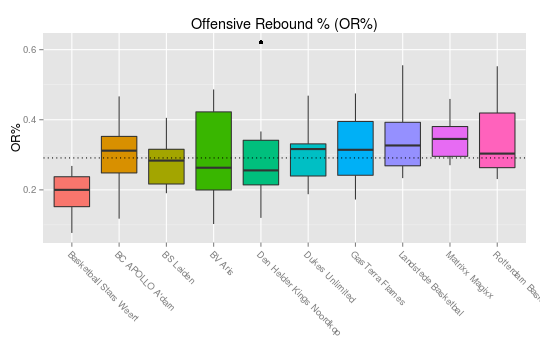 Offensive Rebound % (OR%)
OR%
0.6
0.4
0.2
Basketball Stars Weert
BC APOLLO A'dam
BS Leiden
BV Aris
Den Helder Kings Noordkop
Dukes Unlimited
GasTerra Flames
Landstede Basketbal
Matrixx Magixx
Rotterdam Bas